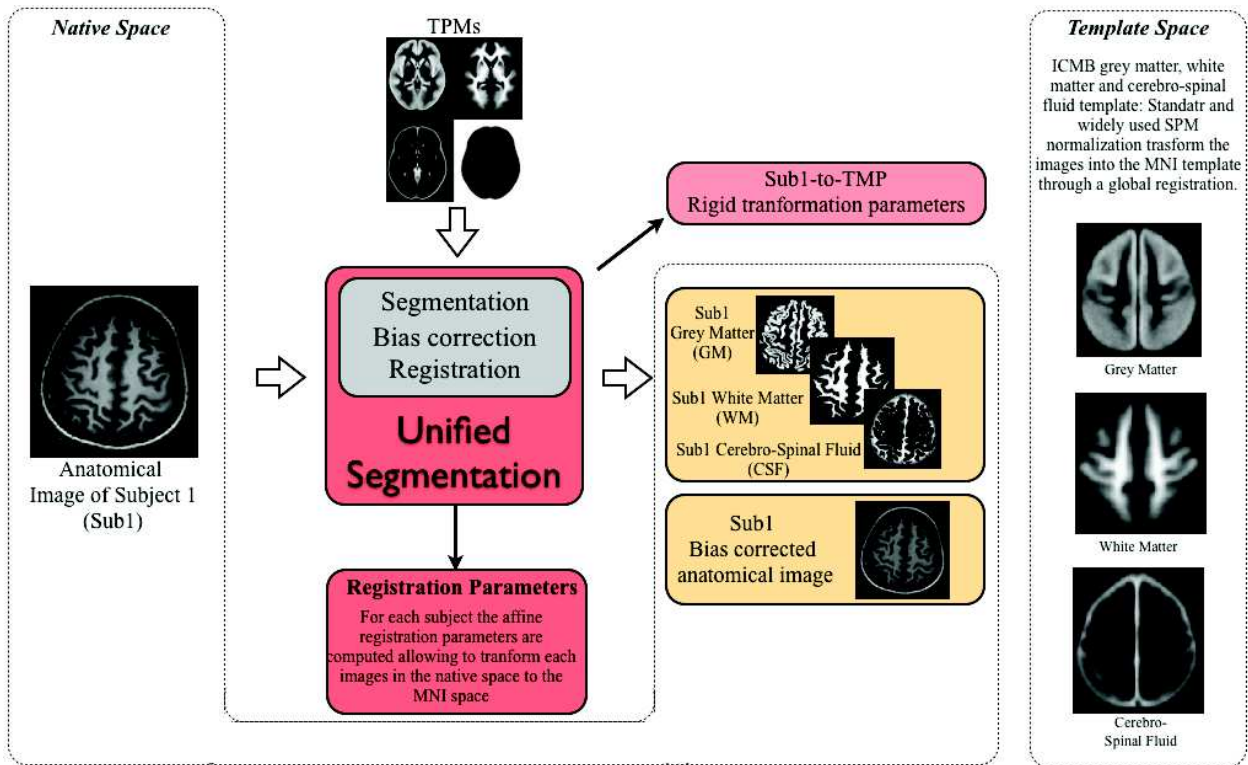 Native Space
TPMs
Template Space
ICMB grey matter, white
matter and cerebro-spinal
fluid template: Standatr and
widely used SPM
normalization trasform the
images into the MNI template
through a global registration.
Sub1-to-TMP
Rigid tranformation parameters
Segmentation
Bias correction
Registration
Unified
Segmentation
Sub1
Grey Matter
(GM)
Sub1 White Matter
(WM)
Sub1 Cerebro-Spinal Fluid
(CSF)
Anatomical
Image of Subject 1
(Sub1)
Sub1
Bias corrected
anatomical image
Registration Parameters
For each subject the affine
registration parameters are
computed allowing to tranform each
images in the native space to the
MNI space
Grey Matter
White Matter
Cerebro-
Spinal Fluid